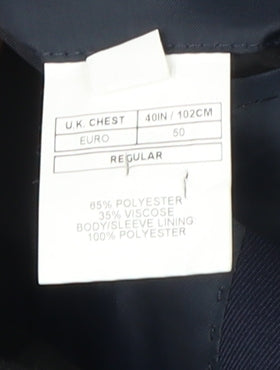 U.K. CHEST 40IN / 102CM
EURO 50
REGULAR
65% POLYESTER
35% VISCOSE
BODY/SLEEVE LINING
100% POLYESTER